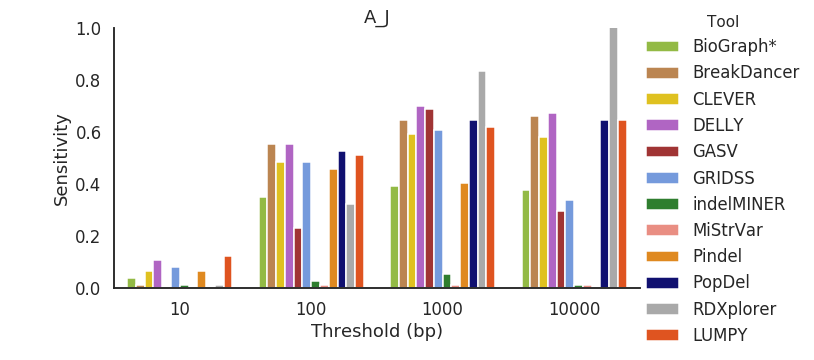 A_J
Sensitivity
1.0
0.8
0.6
0.4
0.2
0.0
10 100 1000 10000
Threshold (bp)
Tool
BioGraph*
BreakDancer
CLEVER
DELLY
GASV
GRIDSS
indelMINER
MiStrVar
Pindel
PopDel
RDXplorer
LUMPY